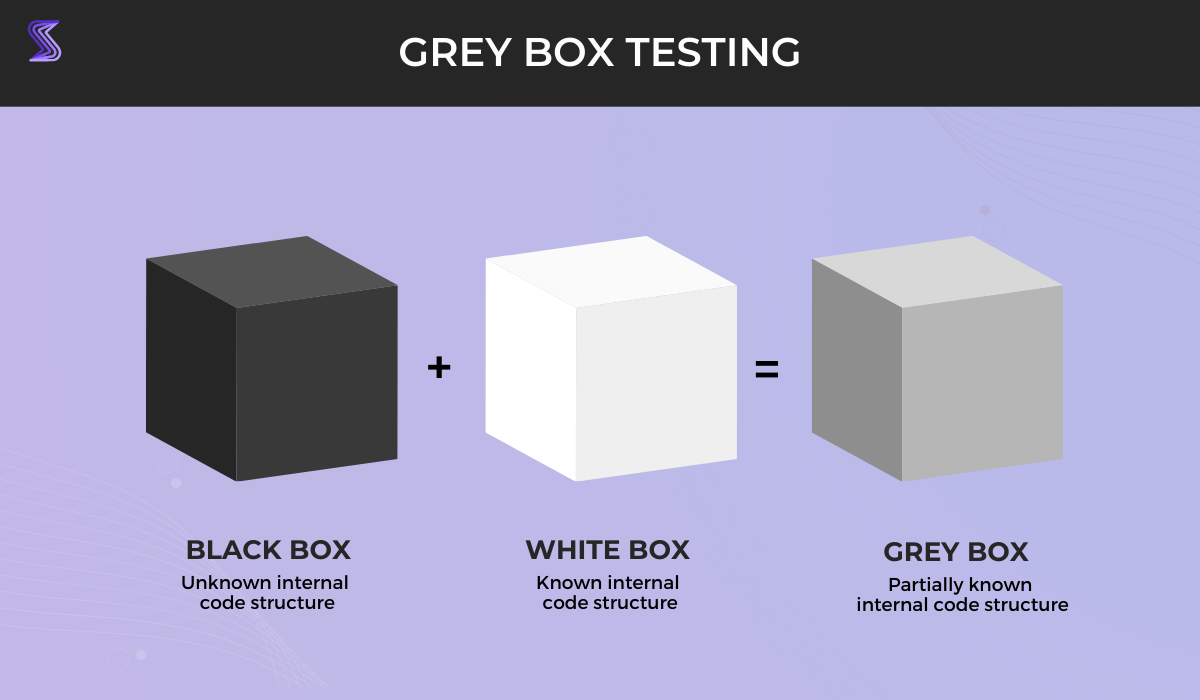 GREY BOX TESTING
+
=
BLACK BOX
Unknown internal
code structure
WHITE BOX
Known internal
code structure
GREY BOX
Partially known
internal code structure